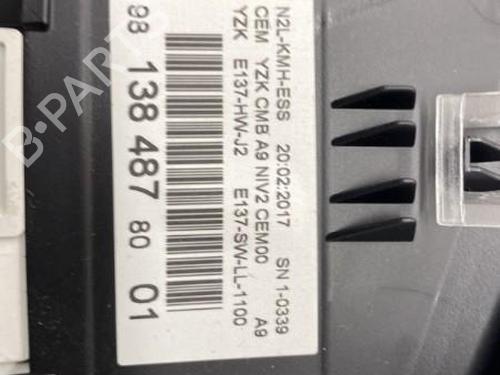 N2L-KMH-ESS 20:02:2017 SN 1-0339
CEM YZK CMB A9 NIV2 CEM00 A9
YZK E137-HW-J2 E137-SW-LL-1100
98 138 487 80 01